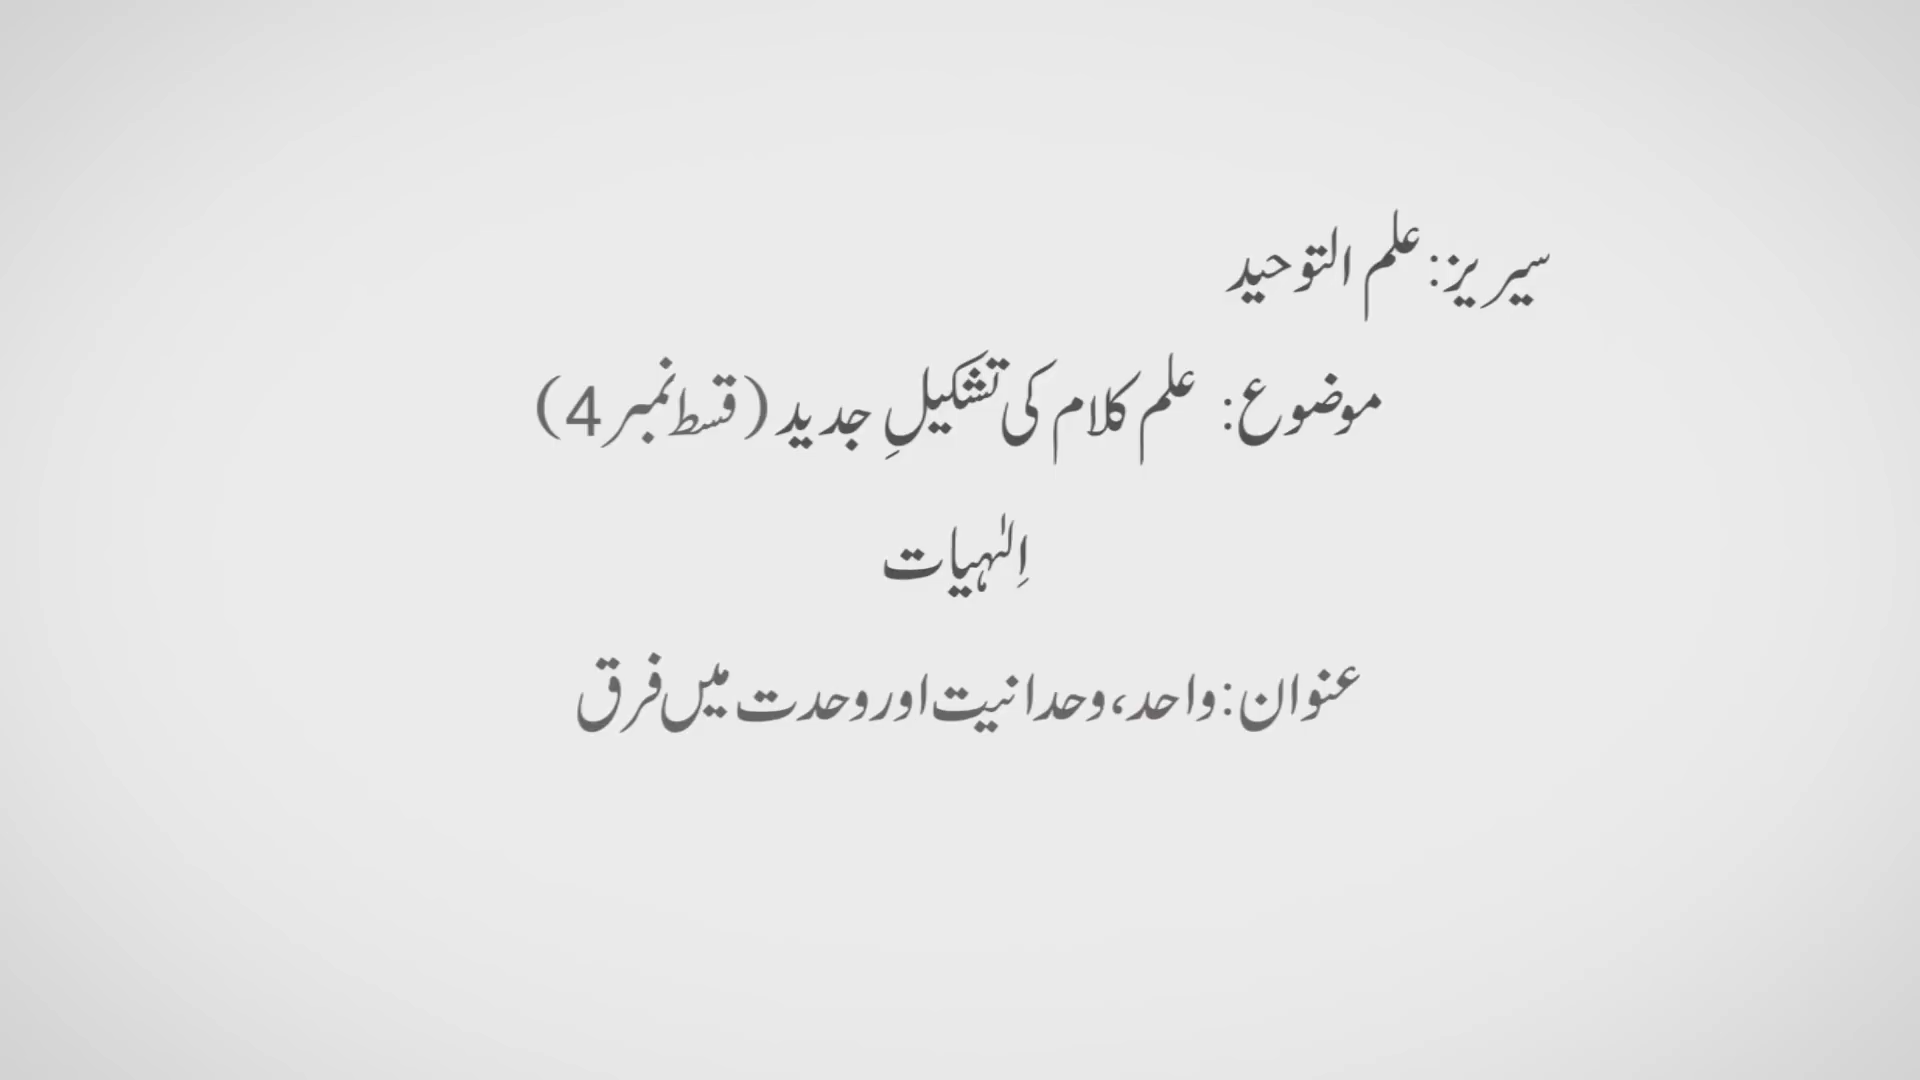 سیریز: علم التوحید
موضوع: علم کلام کی تشکیلِ جدید (قسط نمبر 4)
اِلٰہیات
عنوان: واحد، وحدانیت اور وحدت میں فرق